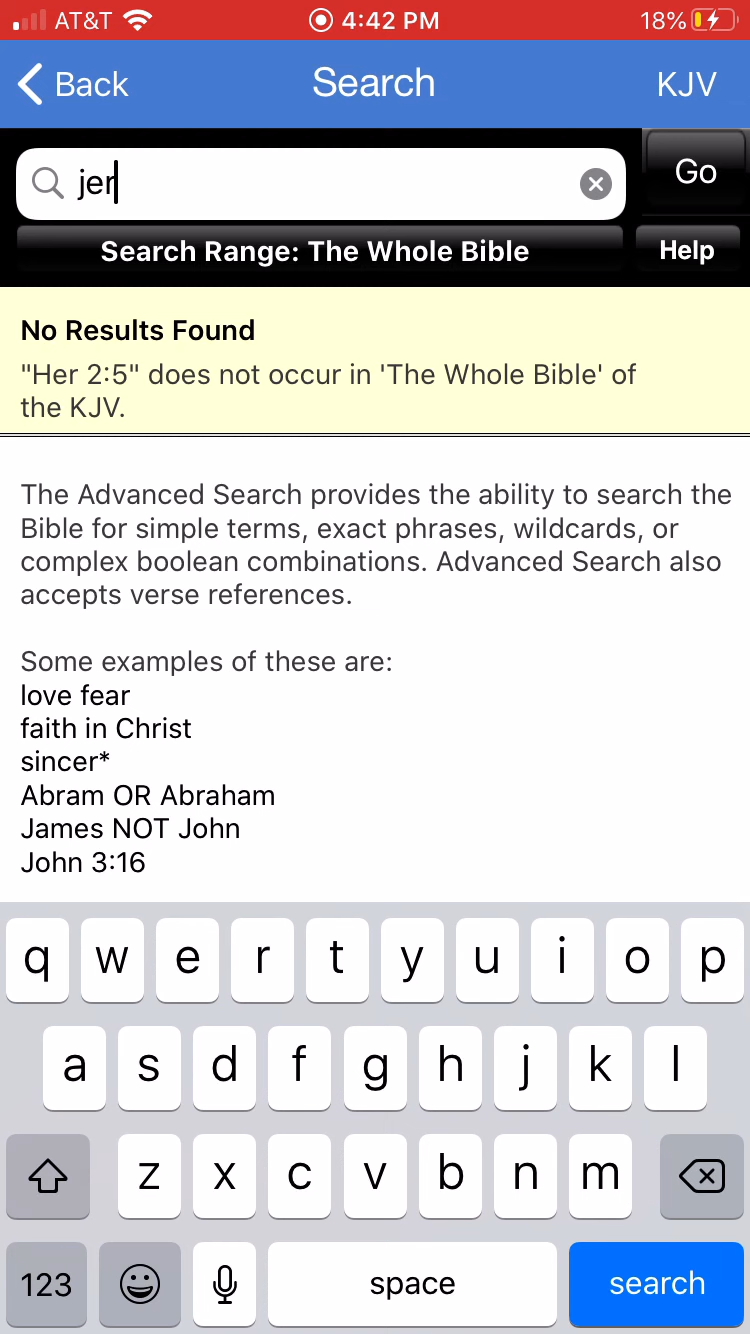 AT&T 4:42 PM 18%
Back Search KJV
jer Go
Search Range: The Whole Bible Help
No Results Found
"Her 2:5" does not occur in 'The Whole Bible' of
the KJV.
The Advanced Search provides the ability to search the
Bible for simple terms, exact phrases, wildcards, or
complex boolean combinations. Advanced Search also
accepts verse references.
Some examples of these are:
love fear
faith in Christ
sincer*
Abram OR Abraham
James NOT John
John 3:16
q w e r t y u i o p
a s d f g h j k l
z x c v b n m
123 space search